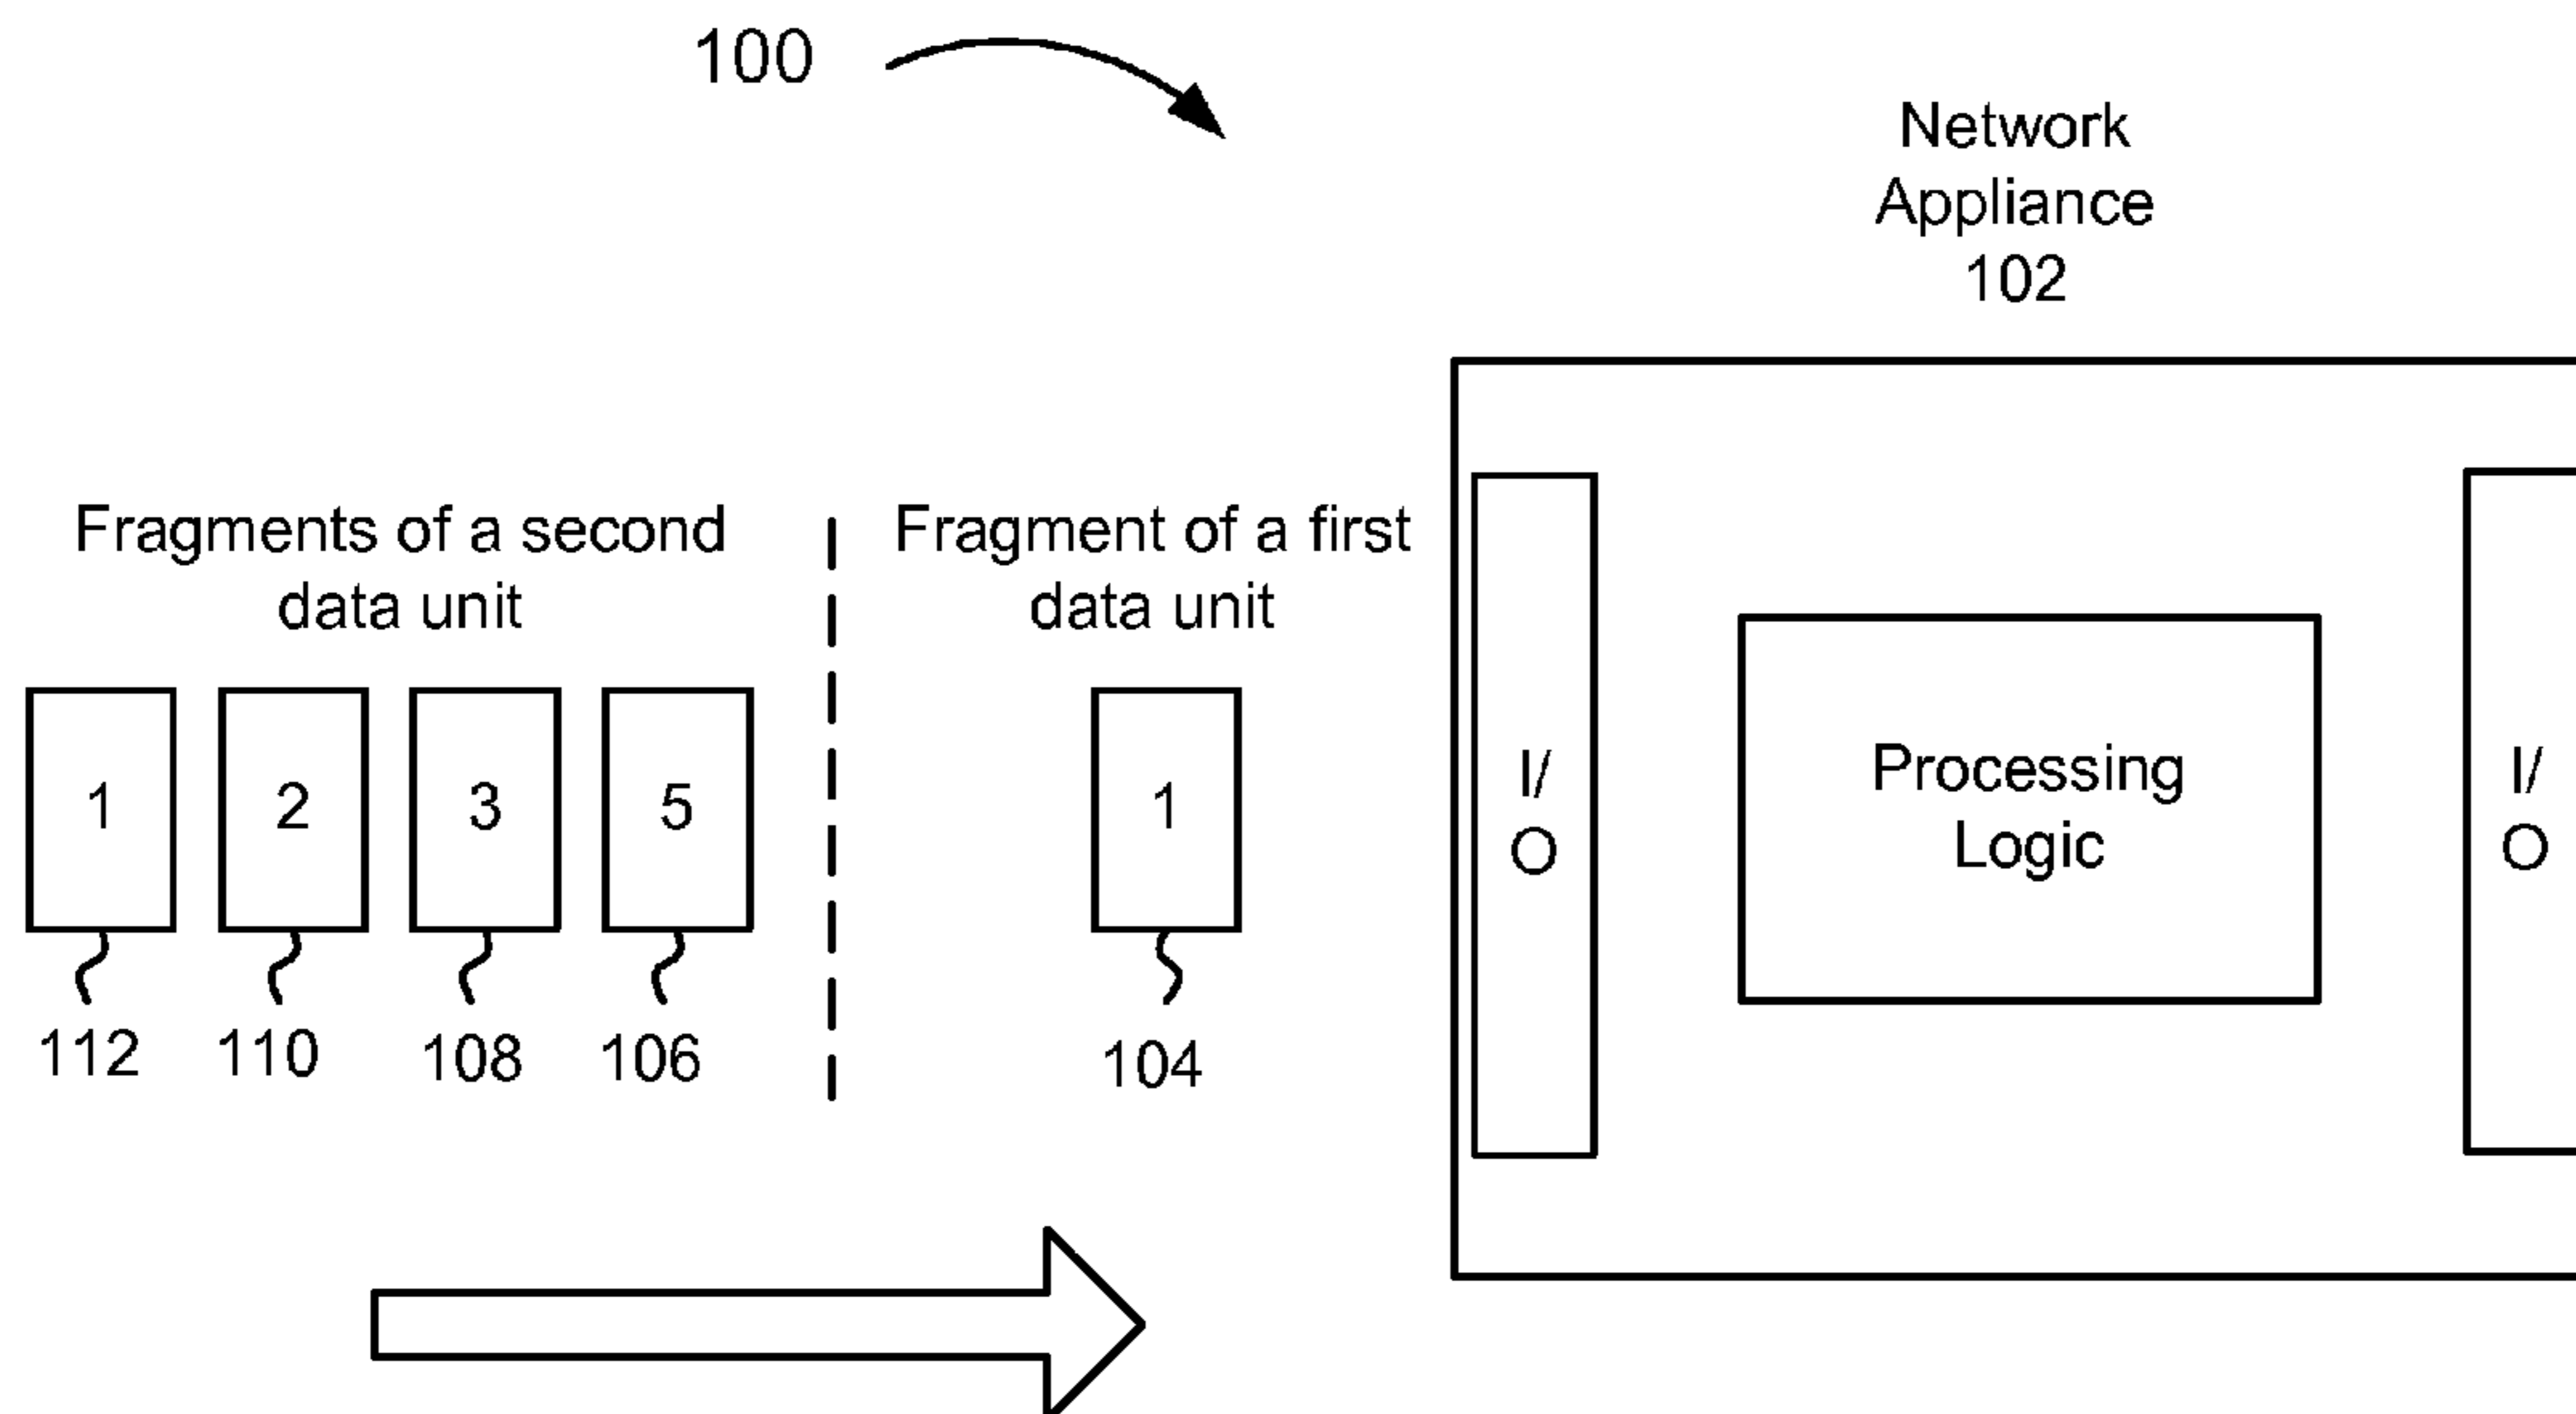 100
Network
Appliance
102
Fragments of a second
data unit
Fragment of a first
data unit
1
2
3
5
1
112
110
108
106
104
I/
O
Processing
Logic
I/
O